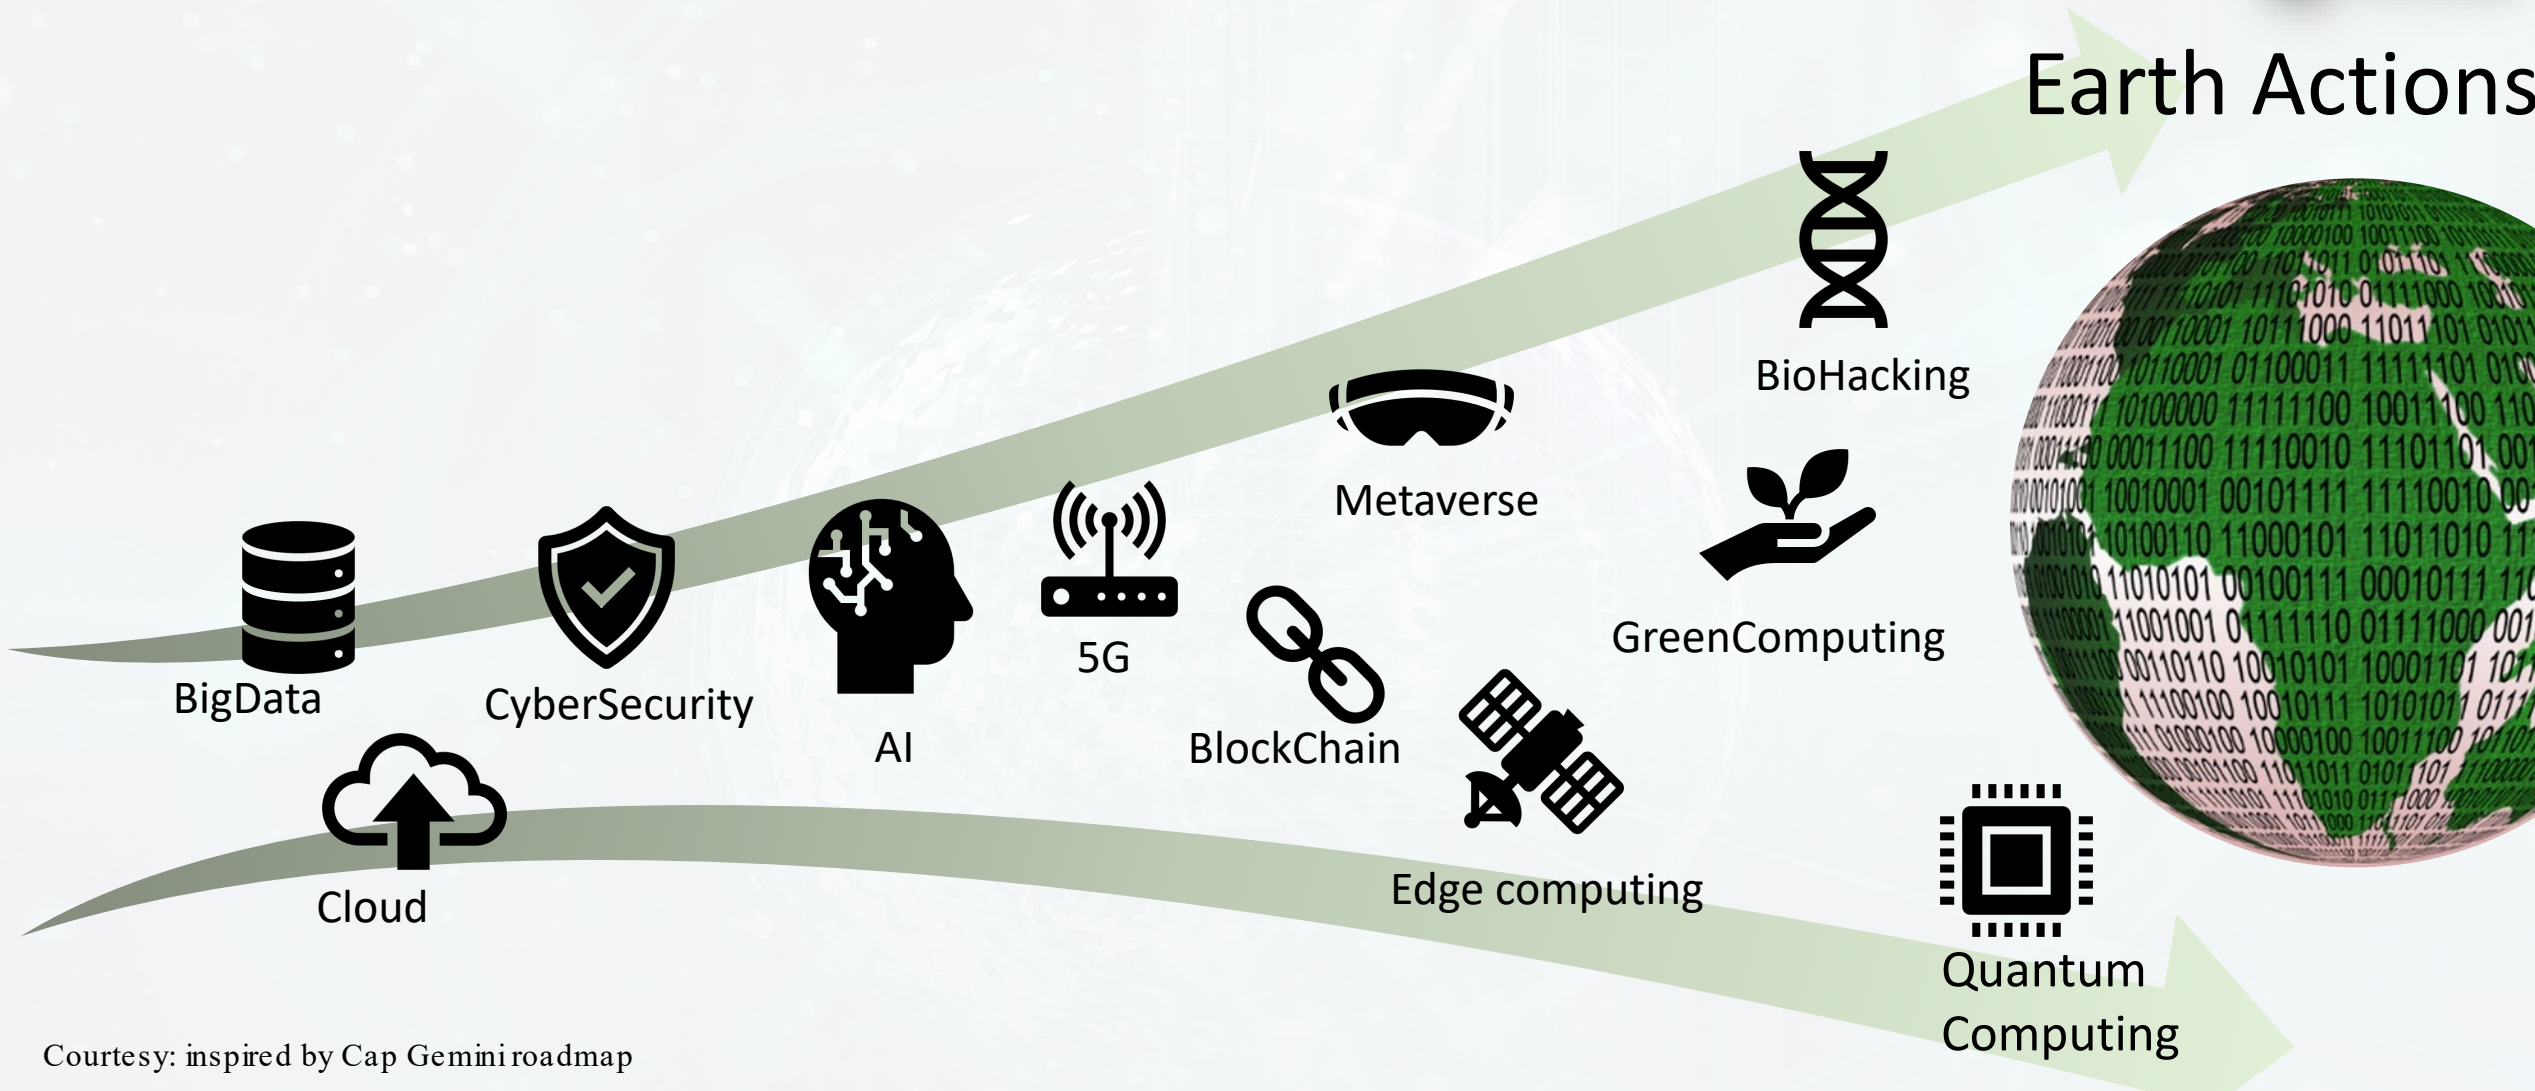 Earth Actions
BioHacking
Metaverse
GreenComputing
5G
BigData
CyberSecurity
AI
BlockChain
Edge computing
Cloud
Quantum
Computing
Courtesy: inspired by Cap Gemini roadmap